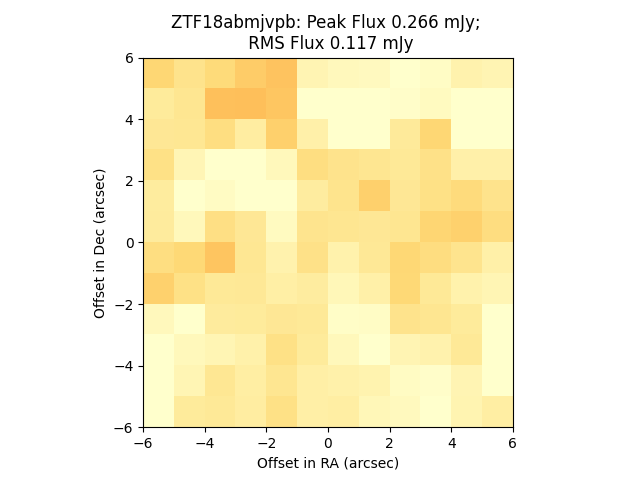 ZTF18abmjvpb: Peak Flux 0.266 mJy;
RMS Flux 0.117 mJy
6
4
2
0
−2
−4
−6
Offset in Dec (arcsec)
−6 −4 −2 0 2 4 6
Offset in RA (arcsec)